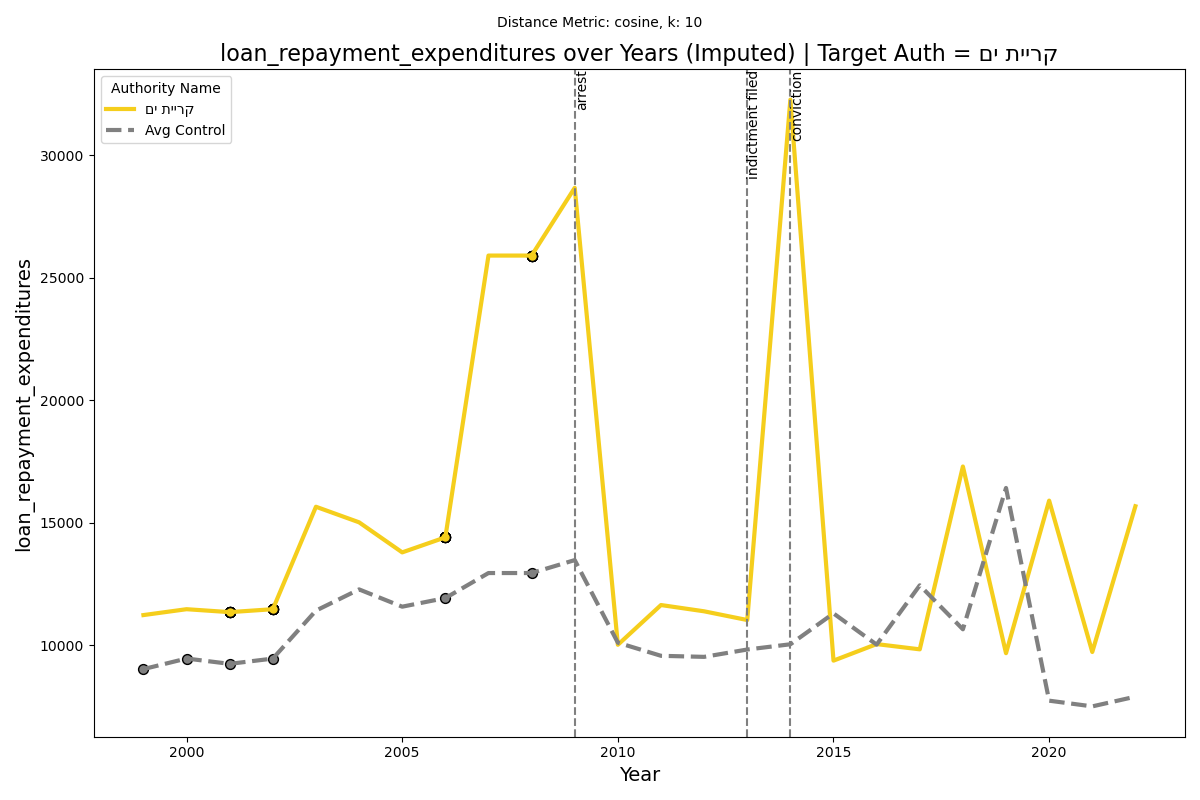 Distance Metric: cosine, k: 10
loan_repayment_expenditures over Years (Imputed) | Target Auth = קריית ים
Authority Name
קריית ים
Avg Control
arrest
indictment filed
conviction
loan_repayment_expenditures
30000
25000
20000
15000
10000
2000
2005
2010
2015
2020
Year